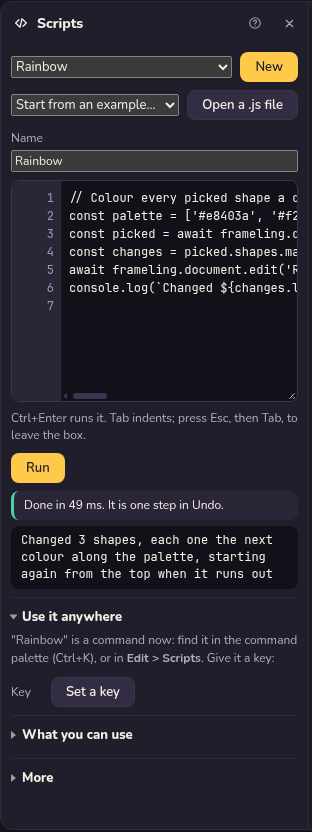 Scripts
Rainbow
New
Start from an example...
Open a .js file
Name
Rainbow
1 // Colour every picked shape a
2 const palette = ['#e8403a', '#f2
3 const picked = await frameling.d
4 const changes = picked.shapes.ma
5 await frameling.document.edit('R
6 console.log(`Changed ${changes.l
7
Ctrl+Enter runs it. Tab indents; press Esc, then Tab, to
leave the box.
Run
Done in 49 ms. It is one step in Undo.
Changed 3 shapes, each one the next
colour along the palette, starting
again from the top when it runs out
Use it anywhere
"Rainbow" is a command now: find it in the command
palette (Ctrl+K), or in Edit > Scripts. Give it a key:
Key
Set a key
What you can use
More